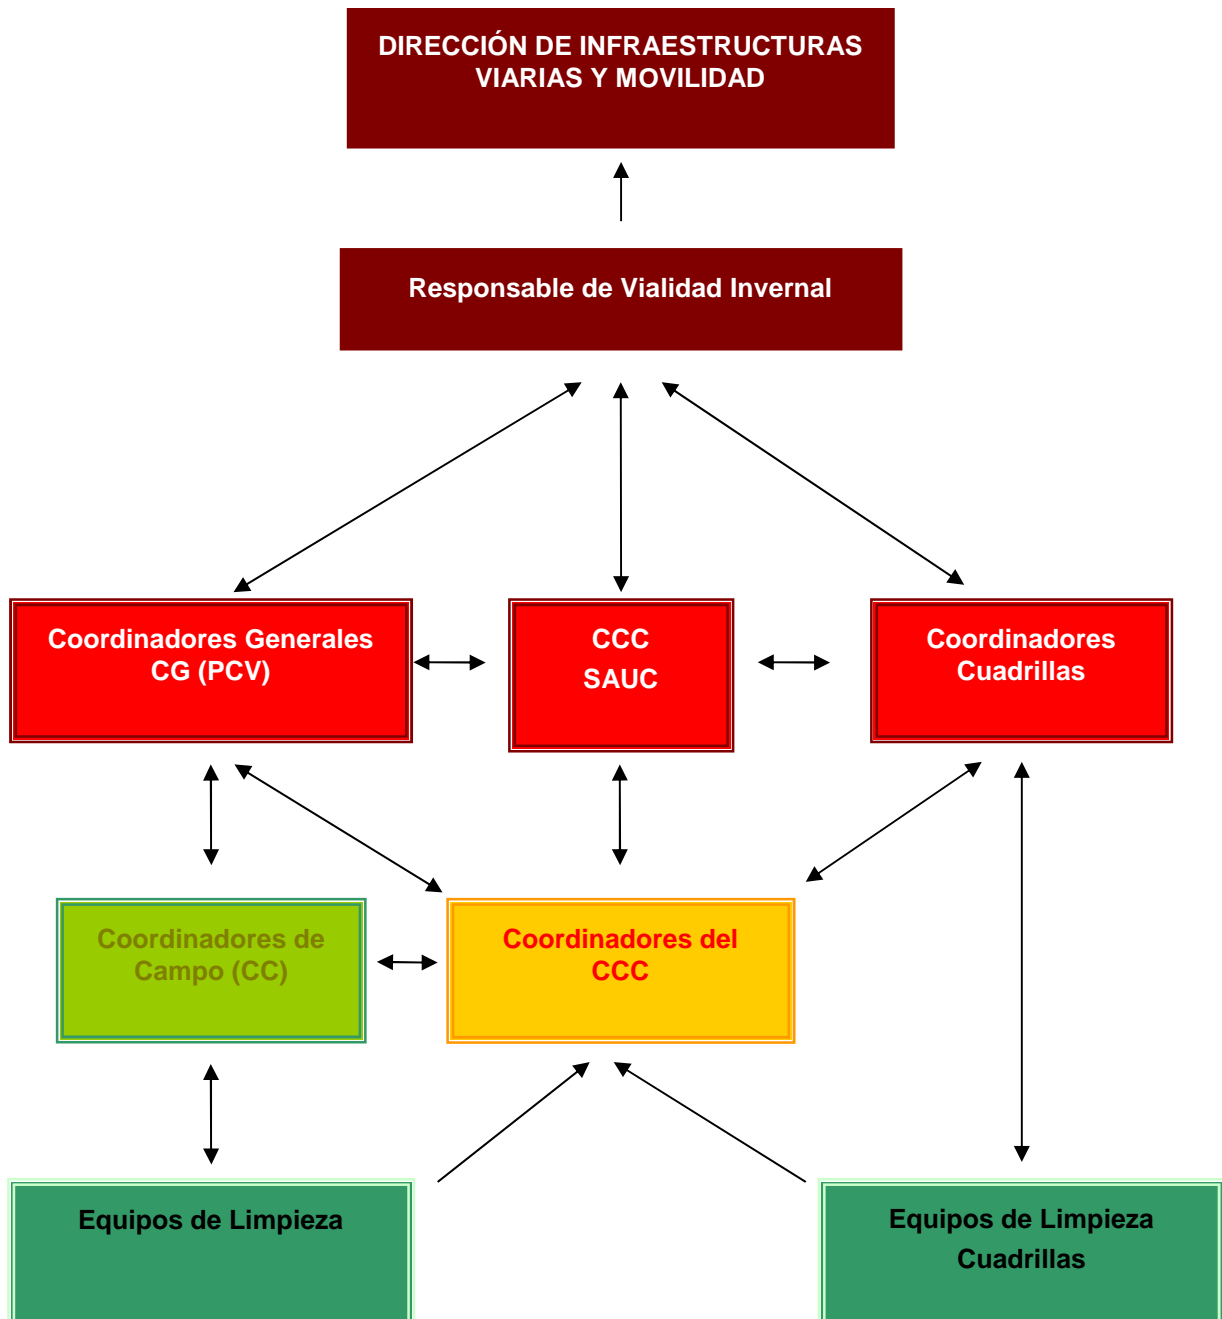 DIRECCIÓN DE INFRAESTRUCTURAS
VIARIAS Y MOVILIDAD
Responsable de Vialidad Invernal
Coordinadores Generales
CG (PCV)
CCC
SAUC
Coordinadores
Cuadrillas
Coordinadores de
Campo (CC)
Coordinadores del
CCC
Equipos de Limpieza
Equipos de Limpieza
Cuadrillas